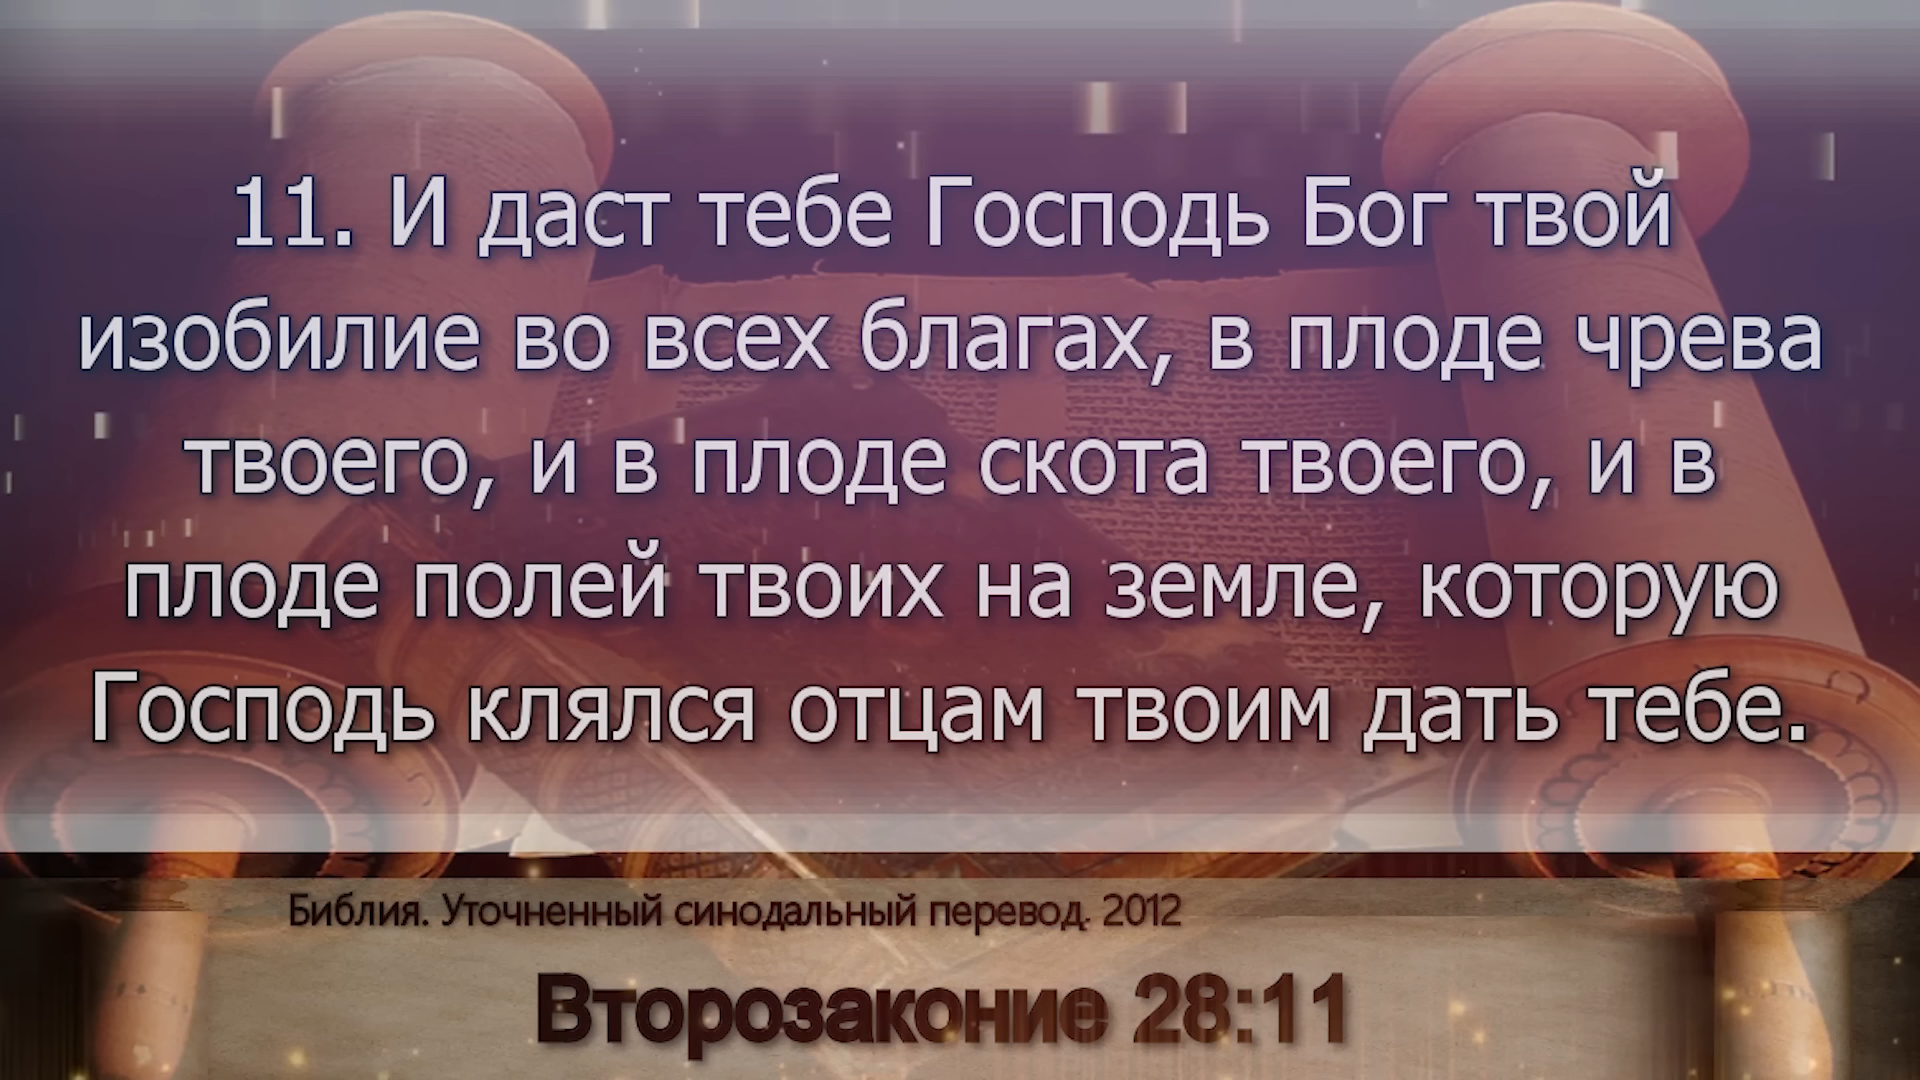 11. И даст тебе Господь Бог твой
изобилие во всех благах, в плоде чрева
твоего, и в плоде скота твоего, и в
плоде полей твоих на земле, которую
Господь клялся отцам твоим дать тебе.
Библия. Уточненный синодальный перевод. 2012
Второзаконие 28:11